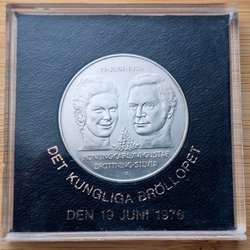 19 JUNI 1976
KONUNG CARL XVI GUSTAF
DROTTNING SILVIA
DET KUNGLIGA BRÖLLOPET
DEN 19 JUNI 1976